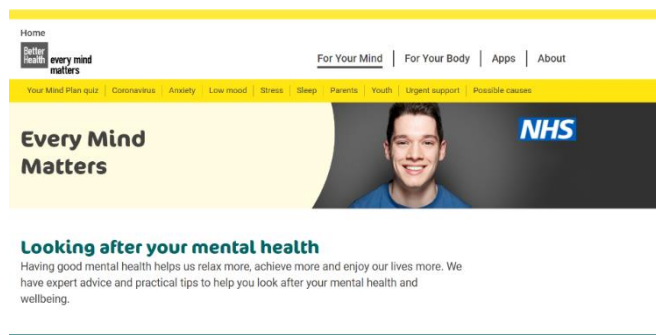 Home
Better
Health every mind
matters
For Your Mind | For Your Body | Apps | About
Your Mind Plan quiz | Coronavirus | Anxiety | Low mood | Stress | Sleep | Parents | Youth | Urgent support | Possible causes
Every Mind
Matters
NHS
Looking after your mental health
Having good mental health helps us relax more, achieve more and enjoy our lives more. We
have expert advice and practical tips to help you look after your mental health and
wellbeing.